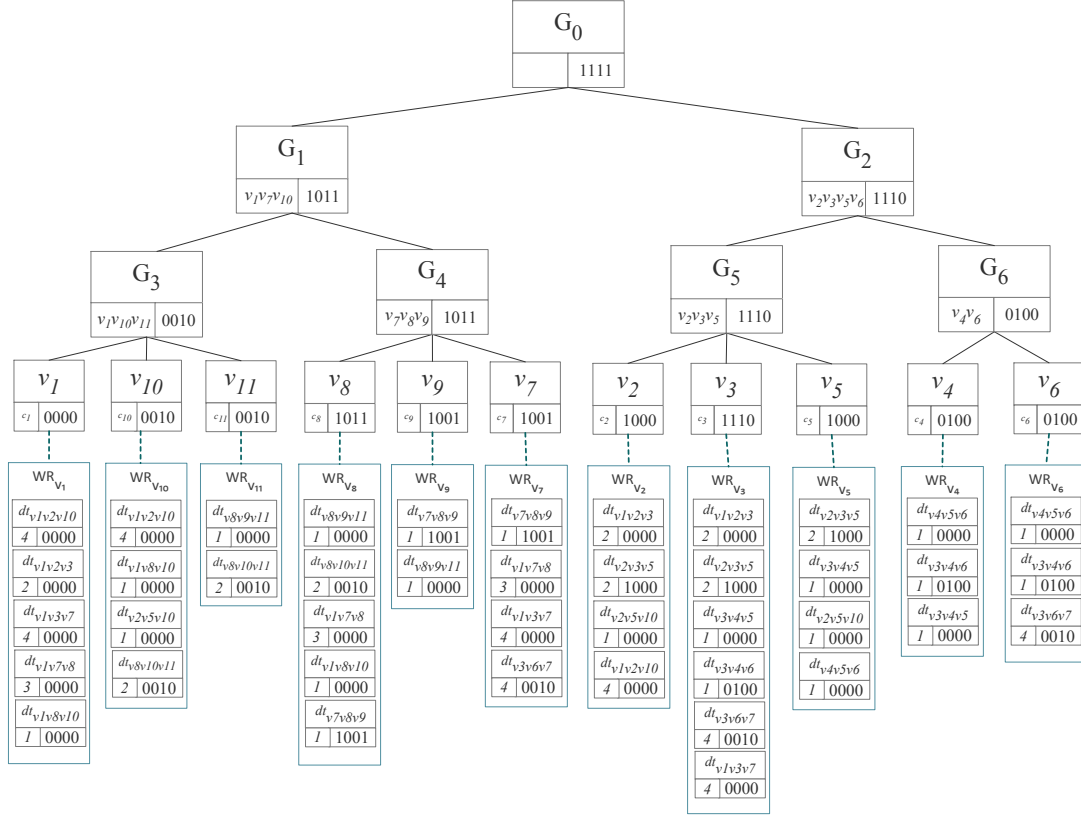 G0
1111
G1
v1v7v10 1011
G2
v2v3v5v6 1110
G3
v1v10v11 0010
G4
v7v8v9 1011
G5
v2v3v5 1110
G6
v4v6 0100
v1
c1 0000
v10
c10 0010
v11
c11 0010
v8
c8 1011
v9
c9 1001
v7
c7 1001
v2
c2 1000
v3
c3 1110
v5
c5 1000
v4
c4 0100
v6
c6 0100
WRV1
dtv1v2v10
4 0000
dtv1v2v3
2 0000
dtv1v3v7
4 0000
dtv1v7v8
3 0000
dtv1v8v10
1 0000
WRV10
dtv1v2v10
4 0000
dtv1v8v10
1 0000
dtv2v5v10
1 0000
dtv8v10v11
2 0010
WRV11
dtv8v9v11
1 0000
dtv8v10v11
2 0010
WRV8
dtv8v9v11
1 0000
dtv8v10v11
2 0010
dtv1v7v8
3 0000
dtv1v8v10
1 0000
dtv7v8v9
1 1001
WRV9
dtv7v8v9
1 1001
dtv8v9v11
1 0000
WRV7
dtv7v8v9
1 1001
dtv1v7v8
3 0000
dtv1v3v7
4 0000
dtv3v6v7
4 0010
WRV2
dtv1v2v3
2 0000
dtv2v3v5
2 1000
dtv2v5v10
1 0000
dtv1v2v10
4 0000
WRV3
dtv1v2v3
2 0000
dtv2v3v5
2 1000
dtv3v4v5
1 0000
dtv3v4v6
1 0100
dtv3v6v7
4 0010
dtv1v3v7
4 0000
WRV5
dtv2v3v5
2 1000
dtv3v4v5
1 0000
dtv2v5v10
1 0000
dtv4v5v6
1 0000
WRV4
dtv4v5v6
1 0000
dtv3v4v6
1 0100
dtv3v4v5
1 0000
WRV6
dtv4v5v6
1 0000
dtv3v4v6
1 0100
dtv3v6v7
4 0010